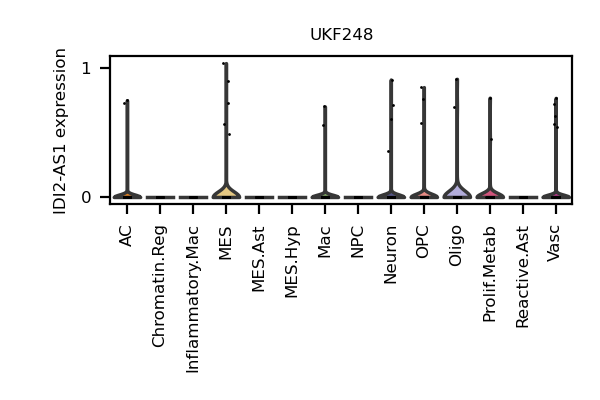 UKF248
IDI2-AS1 expression
1
0
AC
Chromatin.Reg
Inflammatory.Mac
MES
MES.Ast
MES.Hyp
Mac
NPC
Neuron
OPC
Oligo
Prolif.Metab
Reactive.Ast
Vasc